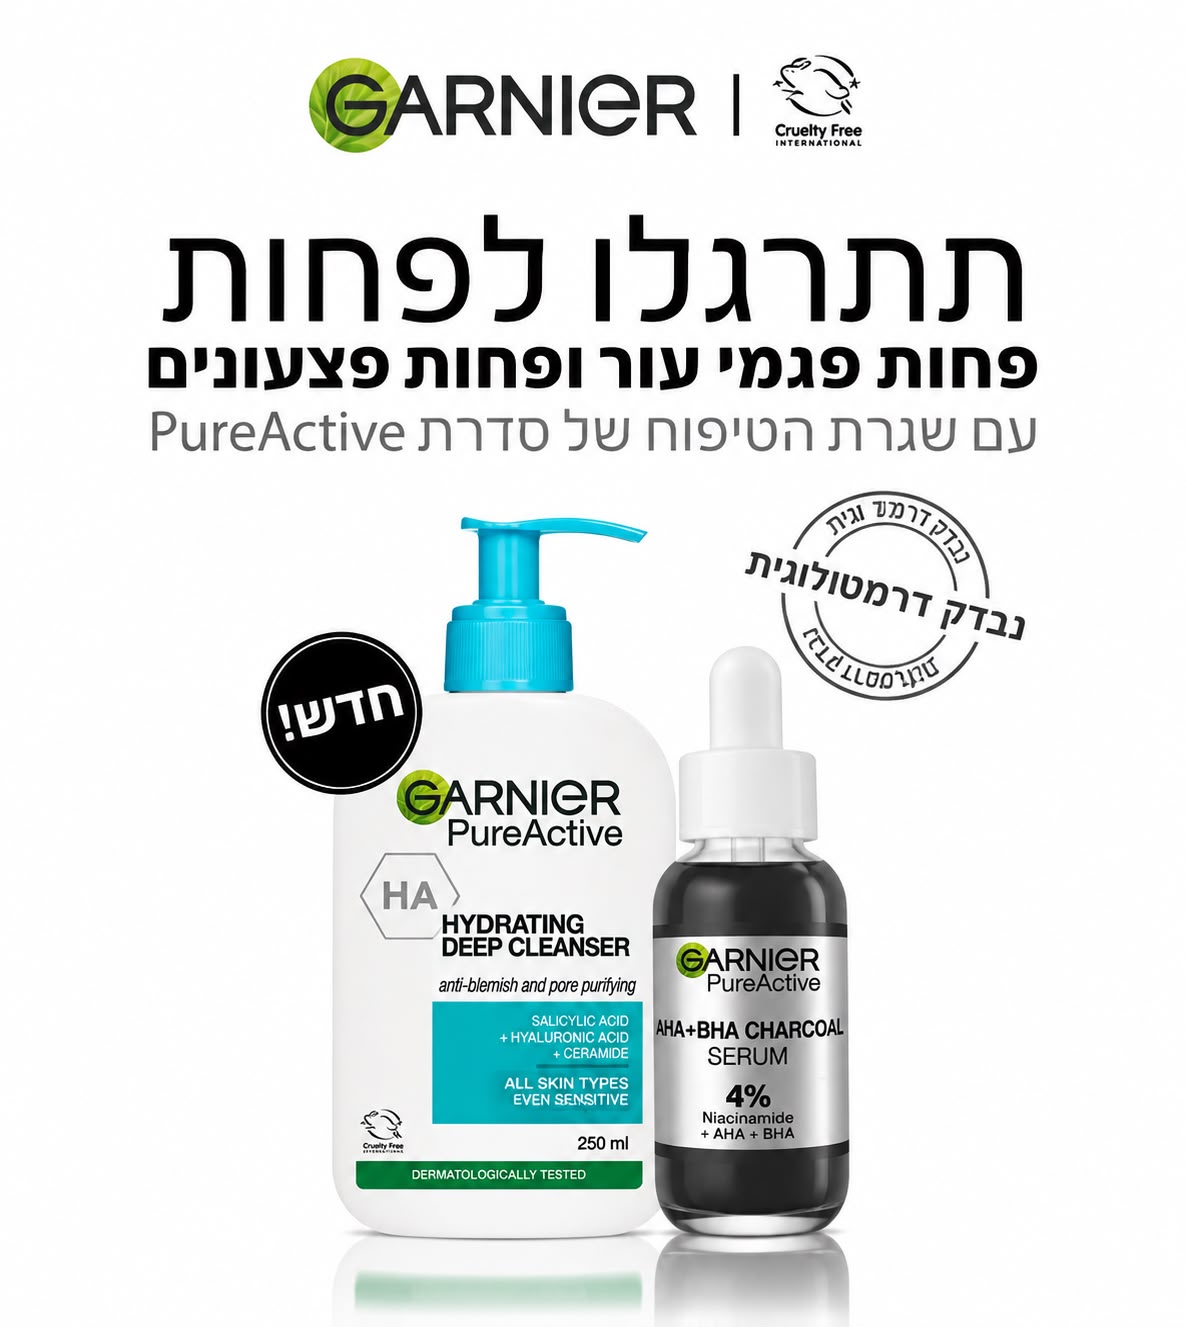 GARNIER
Cruelty Free
INTERNATIONAL
תתרגלו לפחות
פחות פגמי עור ופחות פצעונים
עם שגרת הטיפוח של סדרת PureActive
נבדק דרמטולוגית
חדש!
GARNIER
PureActive
HA
HYDRATING
DEEP CLEANSER
anti-blemish and pore purifying
SALICYLIC ACID
+ HYALURONIC ACID
+ CERAMIDE
ALL SKIN TYPES
EVEN SENSITIVE
Cruelty Free
250 ml
DERMATOLOGICALLY TESTED
GARNIER
PureActive
AHA+BHA CHARCOAL
SERUM
4%
Niacinamide
+ AHA + BHA